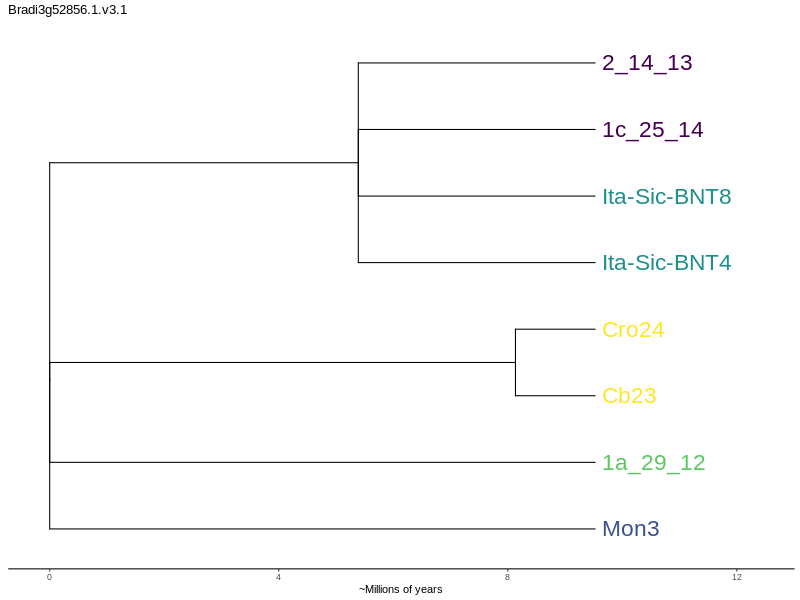 Bradi3g52856.1.v3.1
2_14_13
1c_25_14
Ita-Sic-BNT8
Ita-Sic-BNT4
Cro24
Cb23
1a_29_12
Mon3
0 4 8 12
~Millions of years